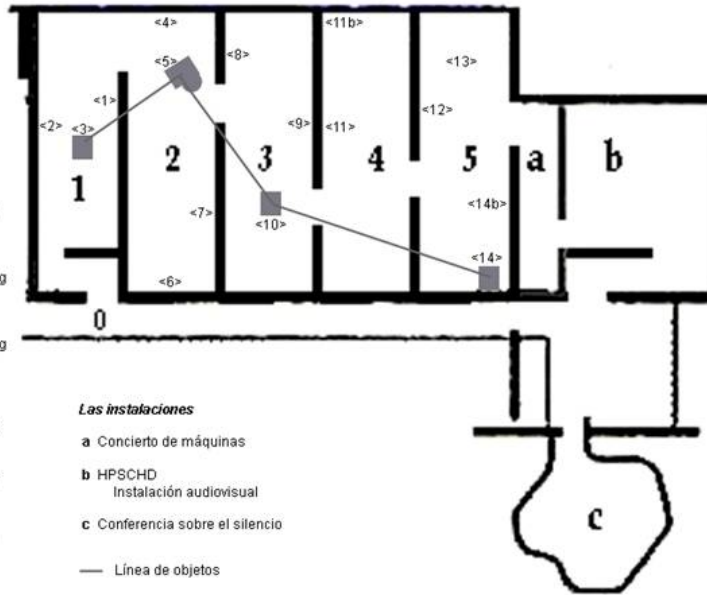 <4>
<11b>
<5>
<8>
<13>
<1>
<12>
<2>
<3>
<9>
<11>
2
3
4
5
a
b
1
<7>
<14b>
<10>
<14>
<6>
g
0
g
Las instalaciones
a Concierto de máquinas
b HPSCHD
Instalación audiovisual
c
c Conferencia sobre el silencio
Línea de objetos